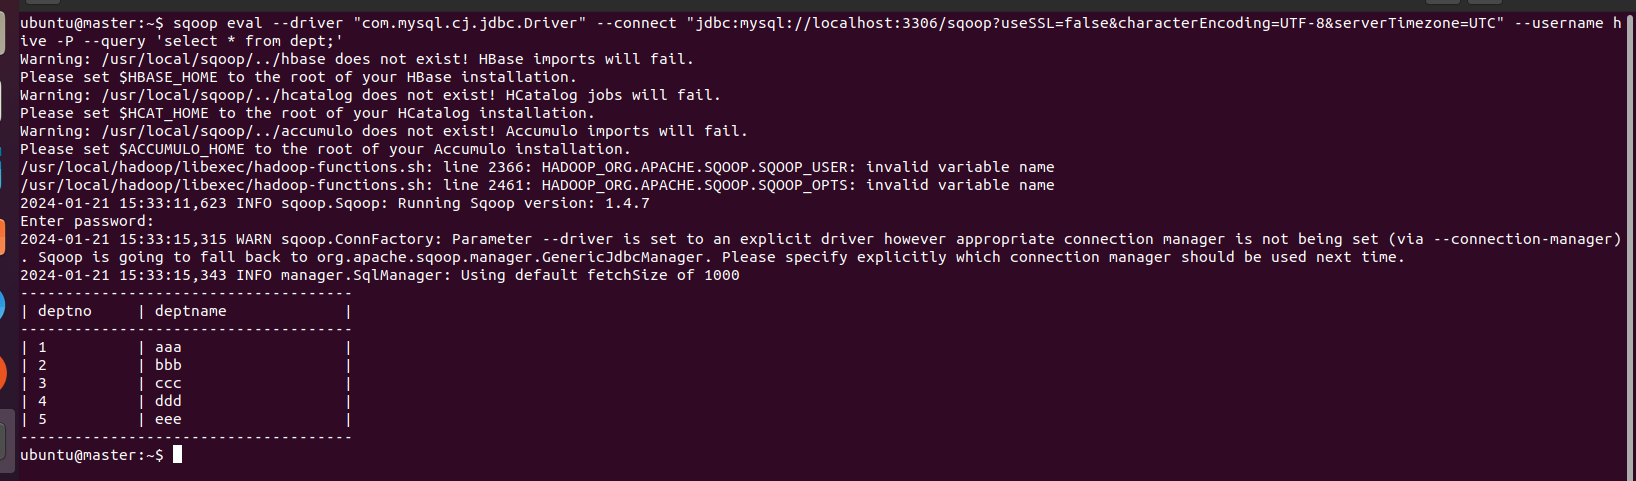 ubuntu@master:~$ sqoop eval --driver "com.mysql.cj.jdbc.Driver" --connect "jdbc:mysql://localhost:3306/sqoop?useSSL=false&characterEncoding=UTF-8&serverTimezone=UTC" --username h
ive -P --query 'select * from dept;'
Warning: /usr/local/sqoop/../hbase does not exist! HBase imports will fail.
Please set $HBASE_HOME to the root of your HBase installation.
Warning: /usr/local/sqoop/../hcatalog does not exist! HCatalog jobs will fail.
Please set $HCAT_HOME to the root of your HCatalog installation.
Warning: /usr/local/sqoop/../accumulo does not exist! Accumulo imports will fail.
Please set $ACCUMULO_HOME to the root of your Accumulo installation.
/usr/local/hadoop/libexec/hadoop-functions.sh: line 2366: HADOOP_ORG.APACHE.SQOOP.SQOOP_USER: invalid variable name
/usr/local/hadoop/libexec/hadoop-functions.sh: line 2461: HADOOP_ORG.APACHE.SQOOP.SQOOP_OPTS: invalid variable name
2024-01-21 15:33:11,623 INFO sqoop.Sqoop: Running Sqoop version: 1.4.7
Enter password:
2024-01-21 15:33:15,315 WARN sqoop.ConnFactory: Parameter --driver is set to an explicit driver however appropriate connection manager is not being set (via --connection-manager)
. Sqoop is going to fall back to org.apache.sqoop.manager.GenericJdbcManager. Please specify explicitly which connection manager should be used next time.
2024-01-21 15:33:15,343 INFO manager.SqlManager: Using default fetchSize of 1000
-------------------------------------
| deptno     | deptname             |
-------------------------------------
| 1          | aaa                  |
| 2          | bbb                  |
| 3          | ccc                  |
| 4          | ddd                  |
| 5          | eee                  |
-------------------------------------
ubuntu@master:~$